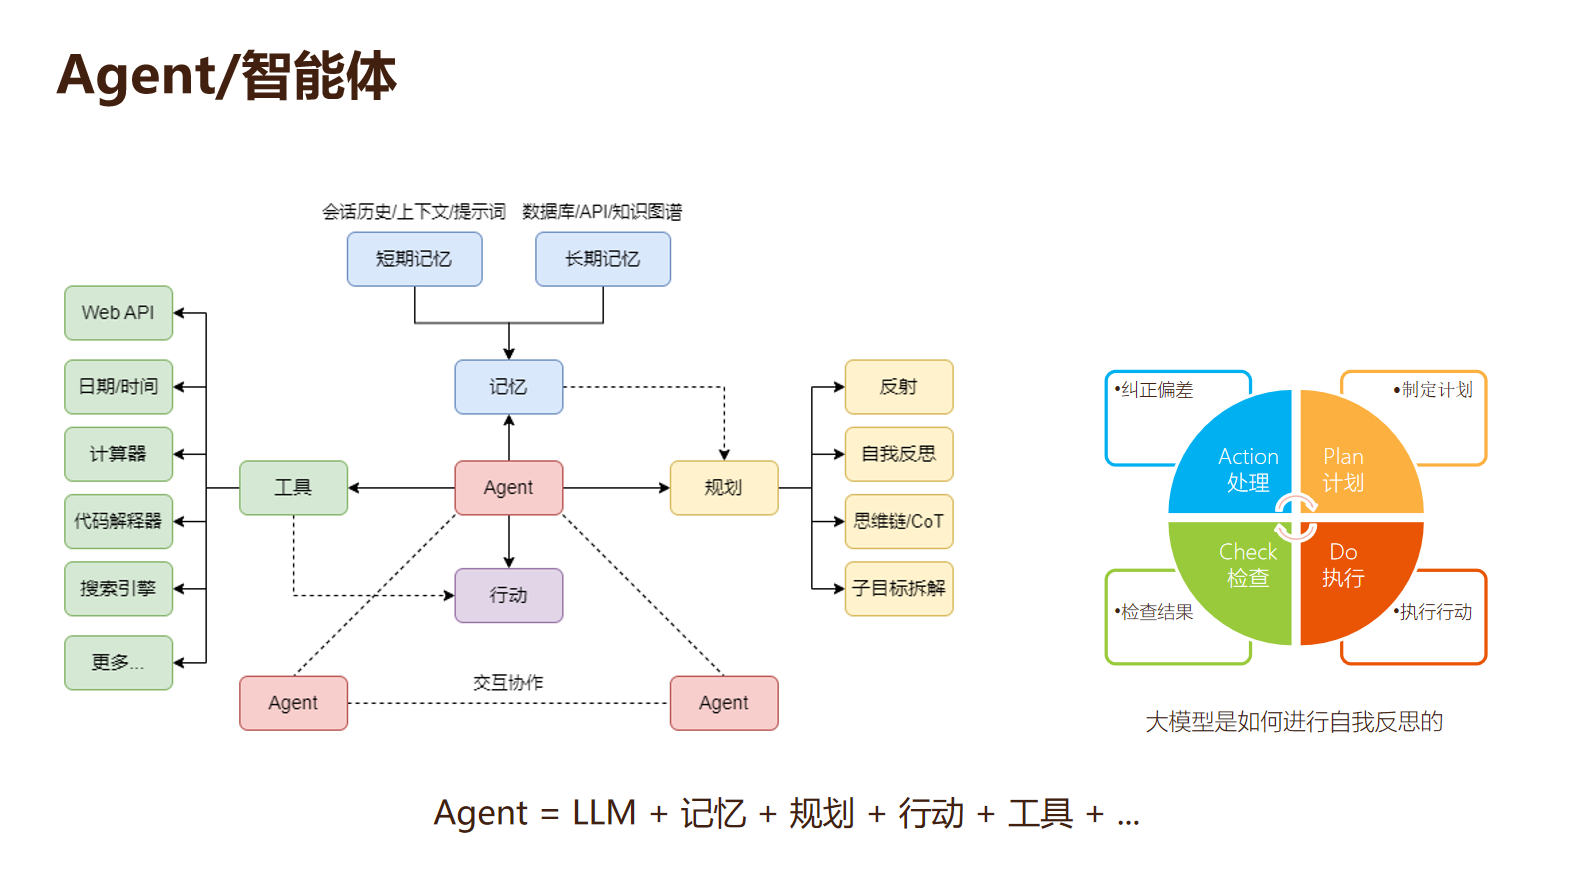 Agent/智能体
会话历史/上下文/提示词
数据库/API/知识图谱
短期记忆
长期记忆
Web API
日期/时间
计算器
代码解释器
搜索引擎
更多...
工具
记忆
Agent
行动
规划
反射
自我反思
思维链/CoT
子目标拆解
Agent
交互协作
Agent
•纠正偏差
•制定计划
Action
处理
Plan
计划
Check
检查
Do
执行
•检查结果
•执行行动
大模型是如何进行自我反思的
Agent = LLM + 记忆 + 规划 + 行动 + 工具 + ...